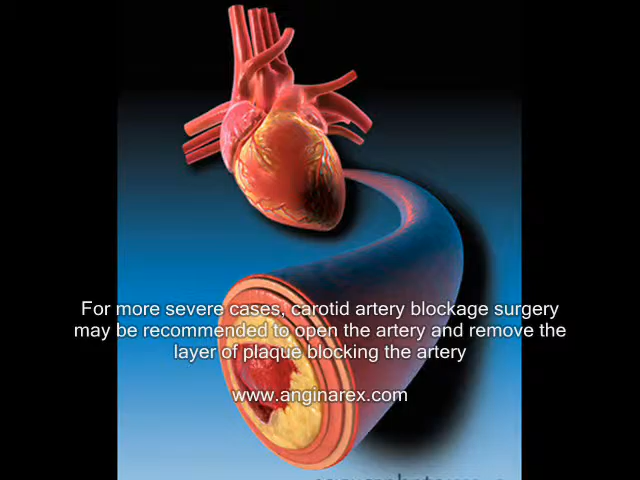 For more severe cases, carotid artery blockage surgery
may be recommended to open the artery and remove the
layer of plaque blocking the artery
www.anginarex.com